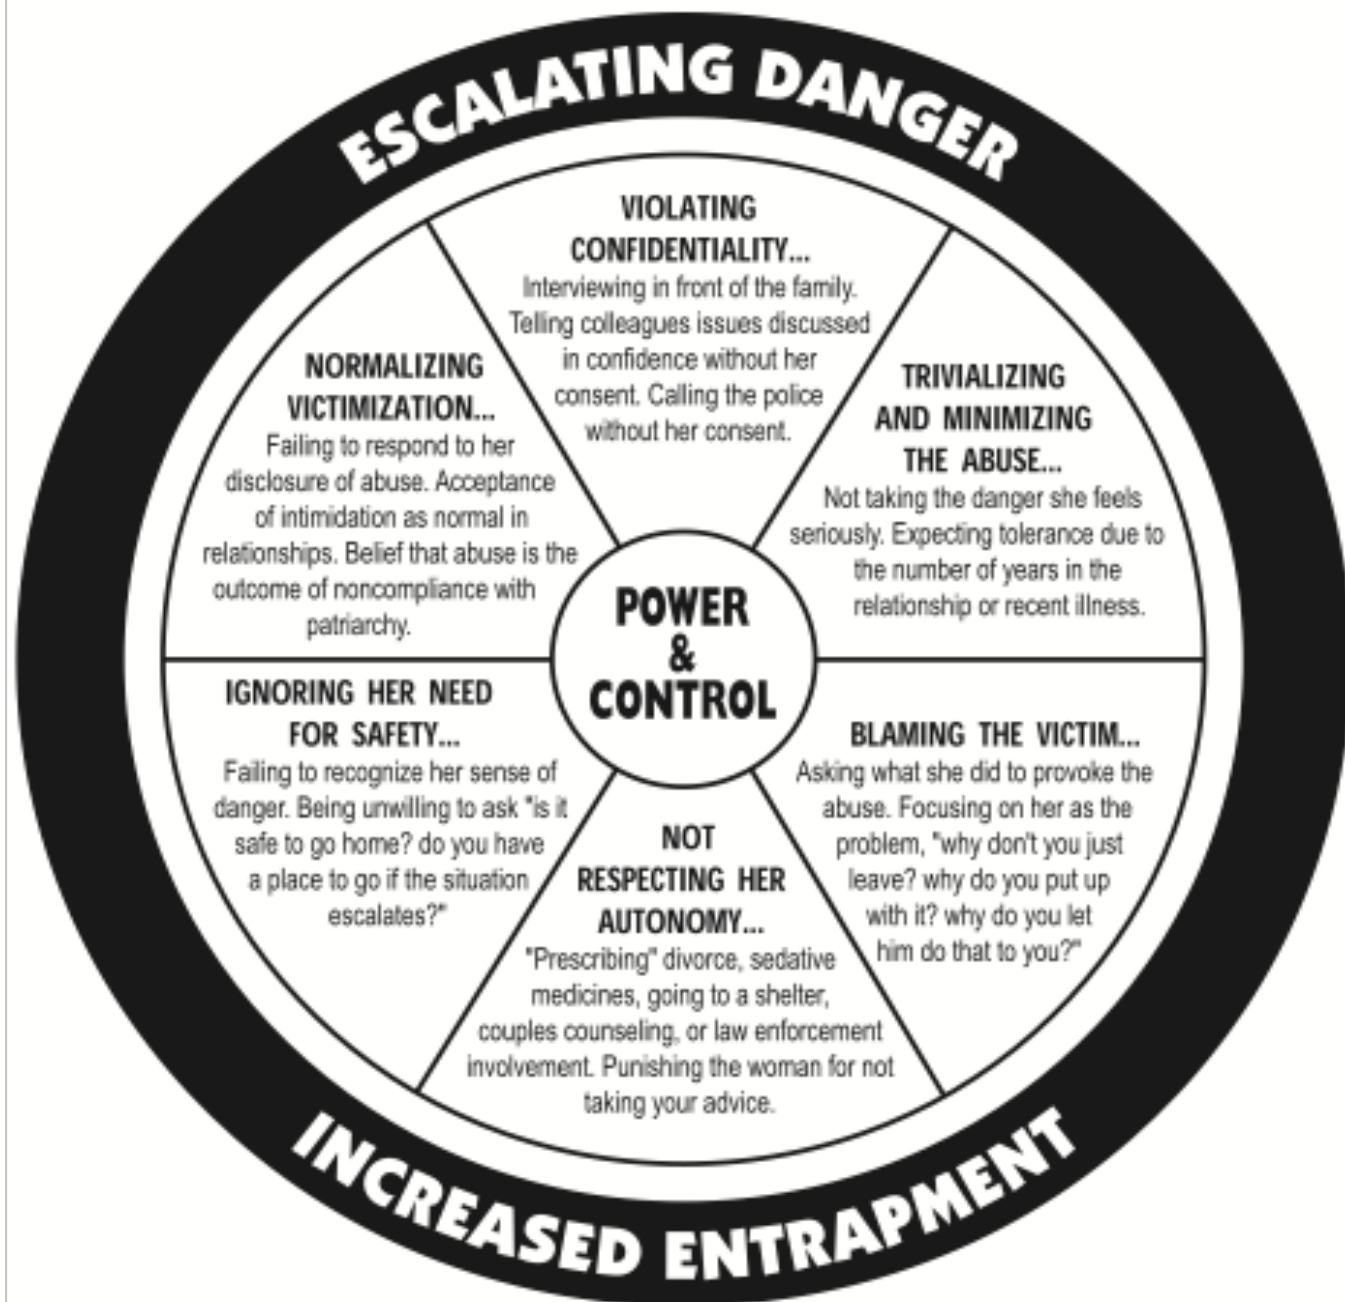 ESCALATING DANGER
VIOLATING
CONFIDENTIALITY...
Interviewing in front of the family.
Telling colleagues issues discussed
in confidence without her
consent. Calling the police
without her consent.
TRIVIALIZING
AND MINIMIZING
THE ABUSE...
Not taking the danger she feels
seriously. Expecting tolerance due to
the number of years in the
relationship or recent illness.
BLAMING THE VICTIM...
Asking what she did to provoke the
abuse. Focusing on her as the
problem, "why don't you just
leave? why do you put up
with it? why do you let
him do that to you?"
NOT
RESPECTING HER
AUTONOMY...
"Prescribing" divorce, sedative
medicines, going to a shelter,
couples counseling, or law enforcement
involvement. Punishing the woman for not
taking your advice.
IGNORING HER NEED
FOR SAFETY...
Failing to recognize her sense of
danger. Being unwilling to ask "is it
safe to go home? do you have
a place to go if the situation
escalates?"
NORMALIZING
VICTIMIZATION...
Failing to respond to her
disclosure of abuse. Acceptance
of intimidation as normal in
relationships. Belief that abuse is the
outcome of noncompliance with
patriarchy.
POWER
&
CONTROL
INCREASED ENTRAPMENT